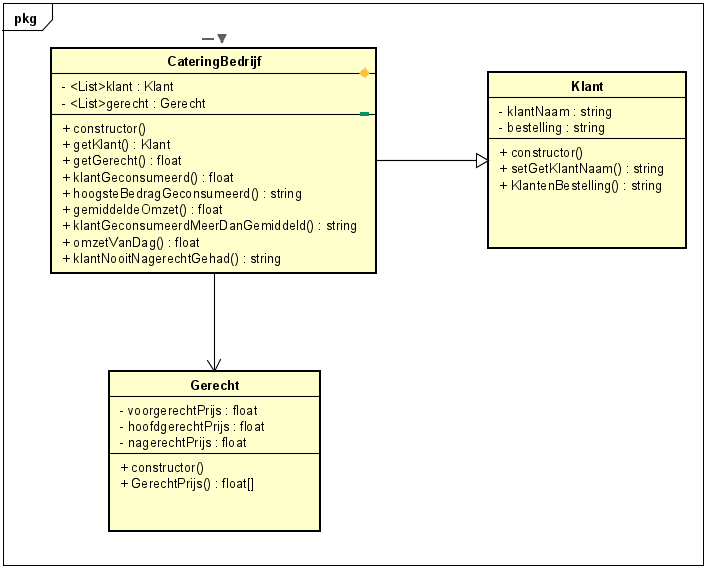 pkg
CateringBedrijf
- <List>klant : Klant
- <List>gerecht : Gerecht
+ constructor()
+ getKlant() : Klant
+ getGerecht() : float
+ klantGeconsumeerd() : float
+ hoogsteBedragGeconsumeerd() : string
+ gemiddeldeOmzet() : float
+ klantGeconsumeerdMeerDanGemiddeld() : string
+ omzetVanDag() : float
+ klantNooitNagerechtGehad() : string
Klant
- klantNaam : string
- bestelling : string
+ constructor()
+ setGetKlantNaam() : string
+ KlantenBestelling() : string
Gerecht
- voorgerechtPrijs : float
- hoofdgerechtPrijs : float
- nagerechtPrijs : float
+ constructor()
+ GerechtPrijs() : float[]